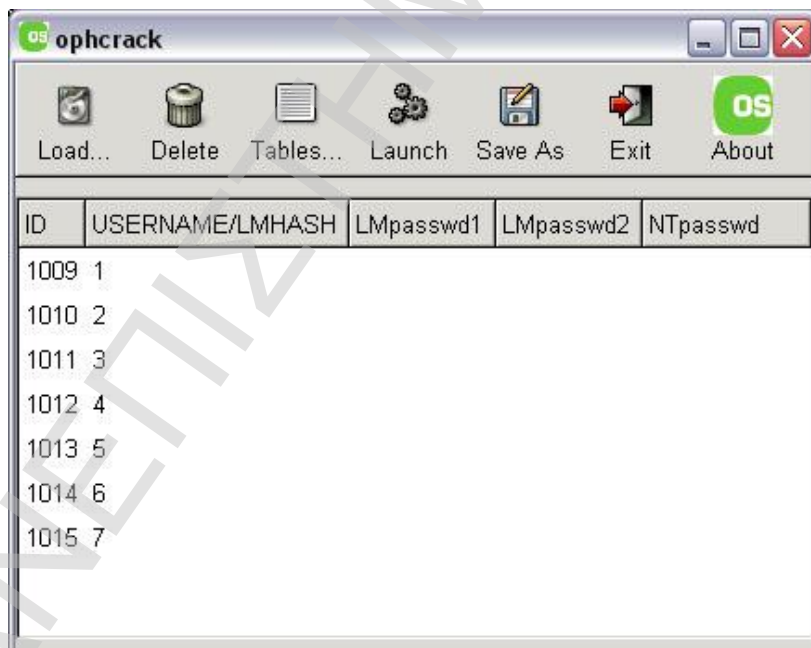 os ophcrack
Load... Delete Tables... Launch Save As Exit OS About
ID USERNAME/LMHASH LMpasswd1 LMpasswd2 NTpasswd
1009 1
1010 2
1011 3
1012 4
1013 5
1014 6
1015 7